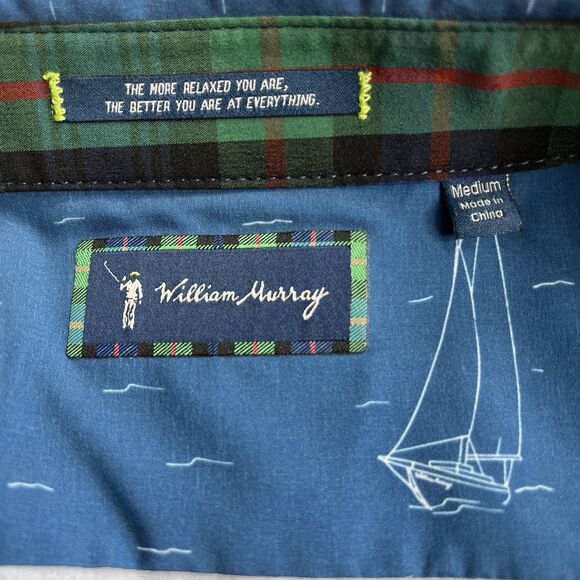 THE MORE RELAXED YOU ARE,
THE BETTER YOU ARE AT EVERYTHING.
Medium
Made in
China
William Murray